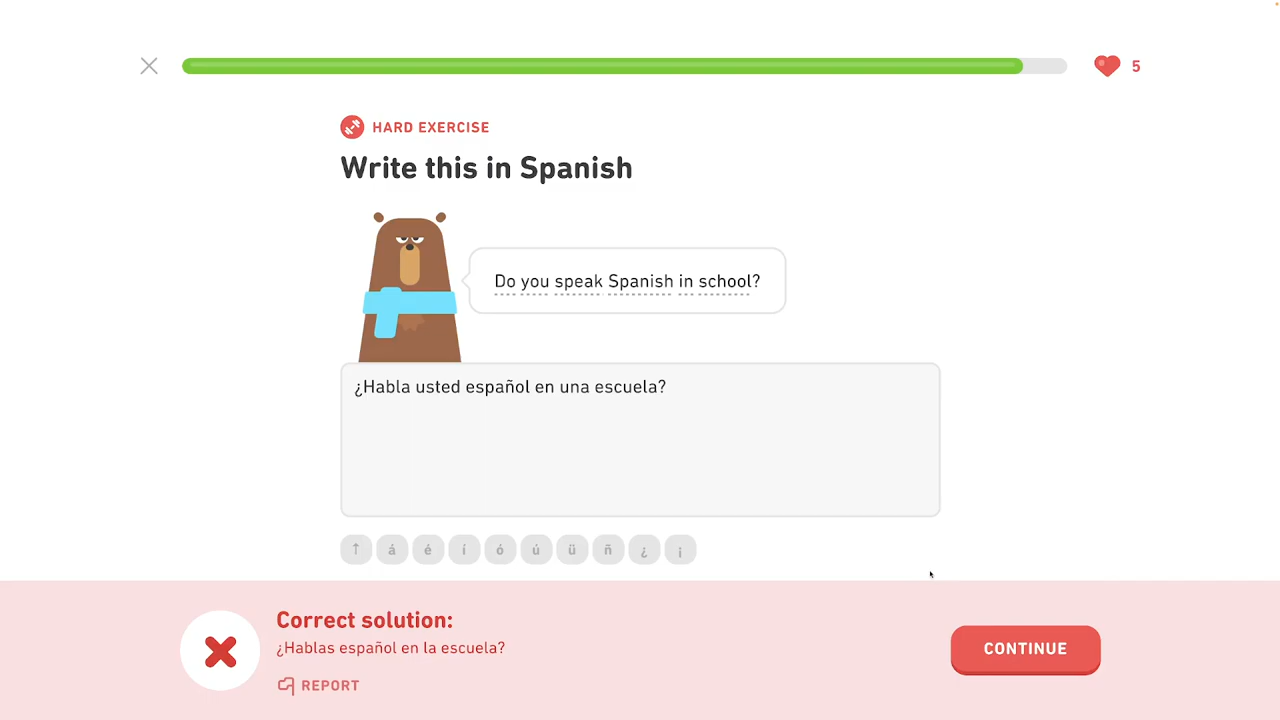 5
HARD EXERCISE
Write this in Spanish
Do you speak Spanish in school?
¿Habla usted español en una escuela?
↑ á é í ó ú ü ñ ¿ ¡
Correct solution:
¿Hablas español en la escuela?
REPORT
CONTINUE